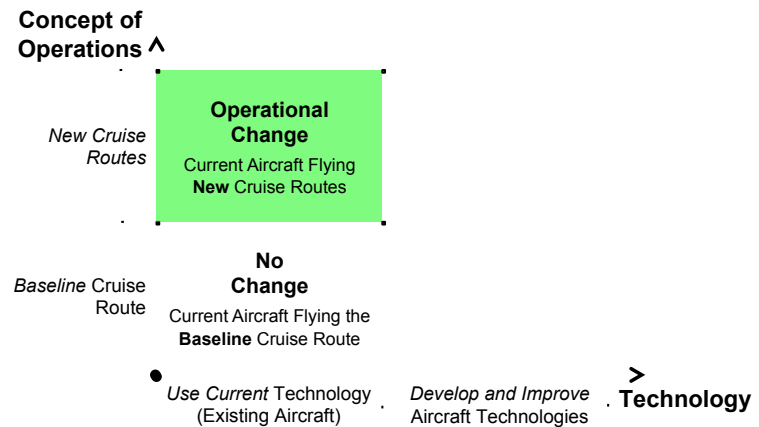 Concept of
Operations
New Cruise
Routes
Operational
Change
Current Aircraft Flying
New Cruise Routes
Baseline Cruise
Route
No
Change
Current Aircraft Flying the
Baseline Cruise Route
Use Current Technology
(Existing Aircraft)
Develop and Improve
Aircraft Technologies
Technology